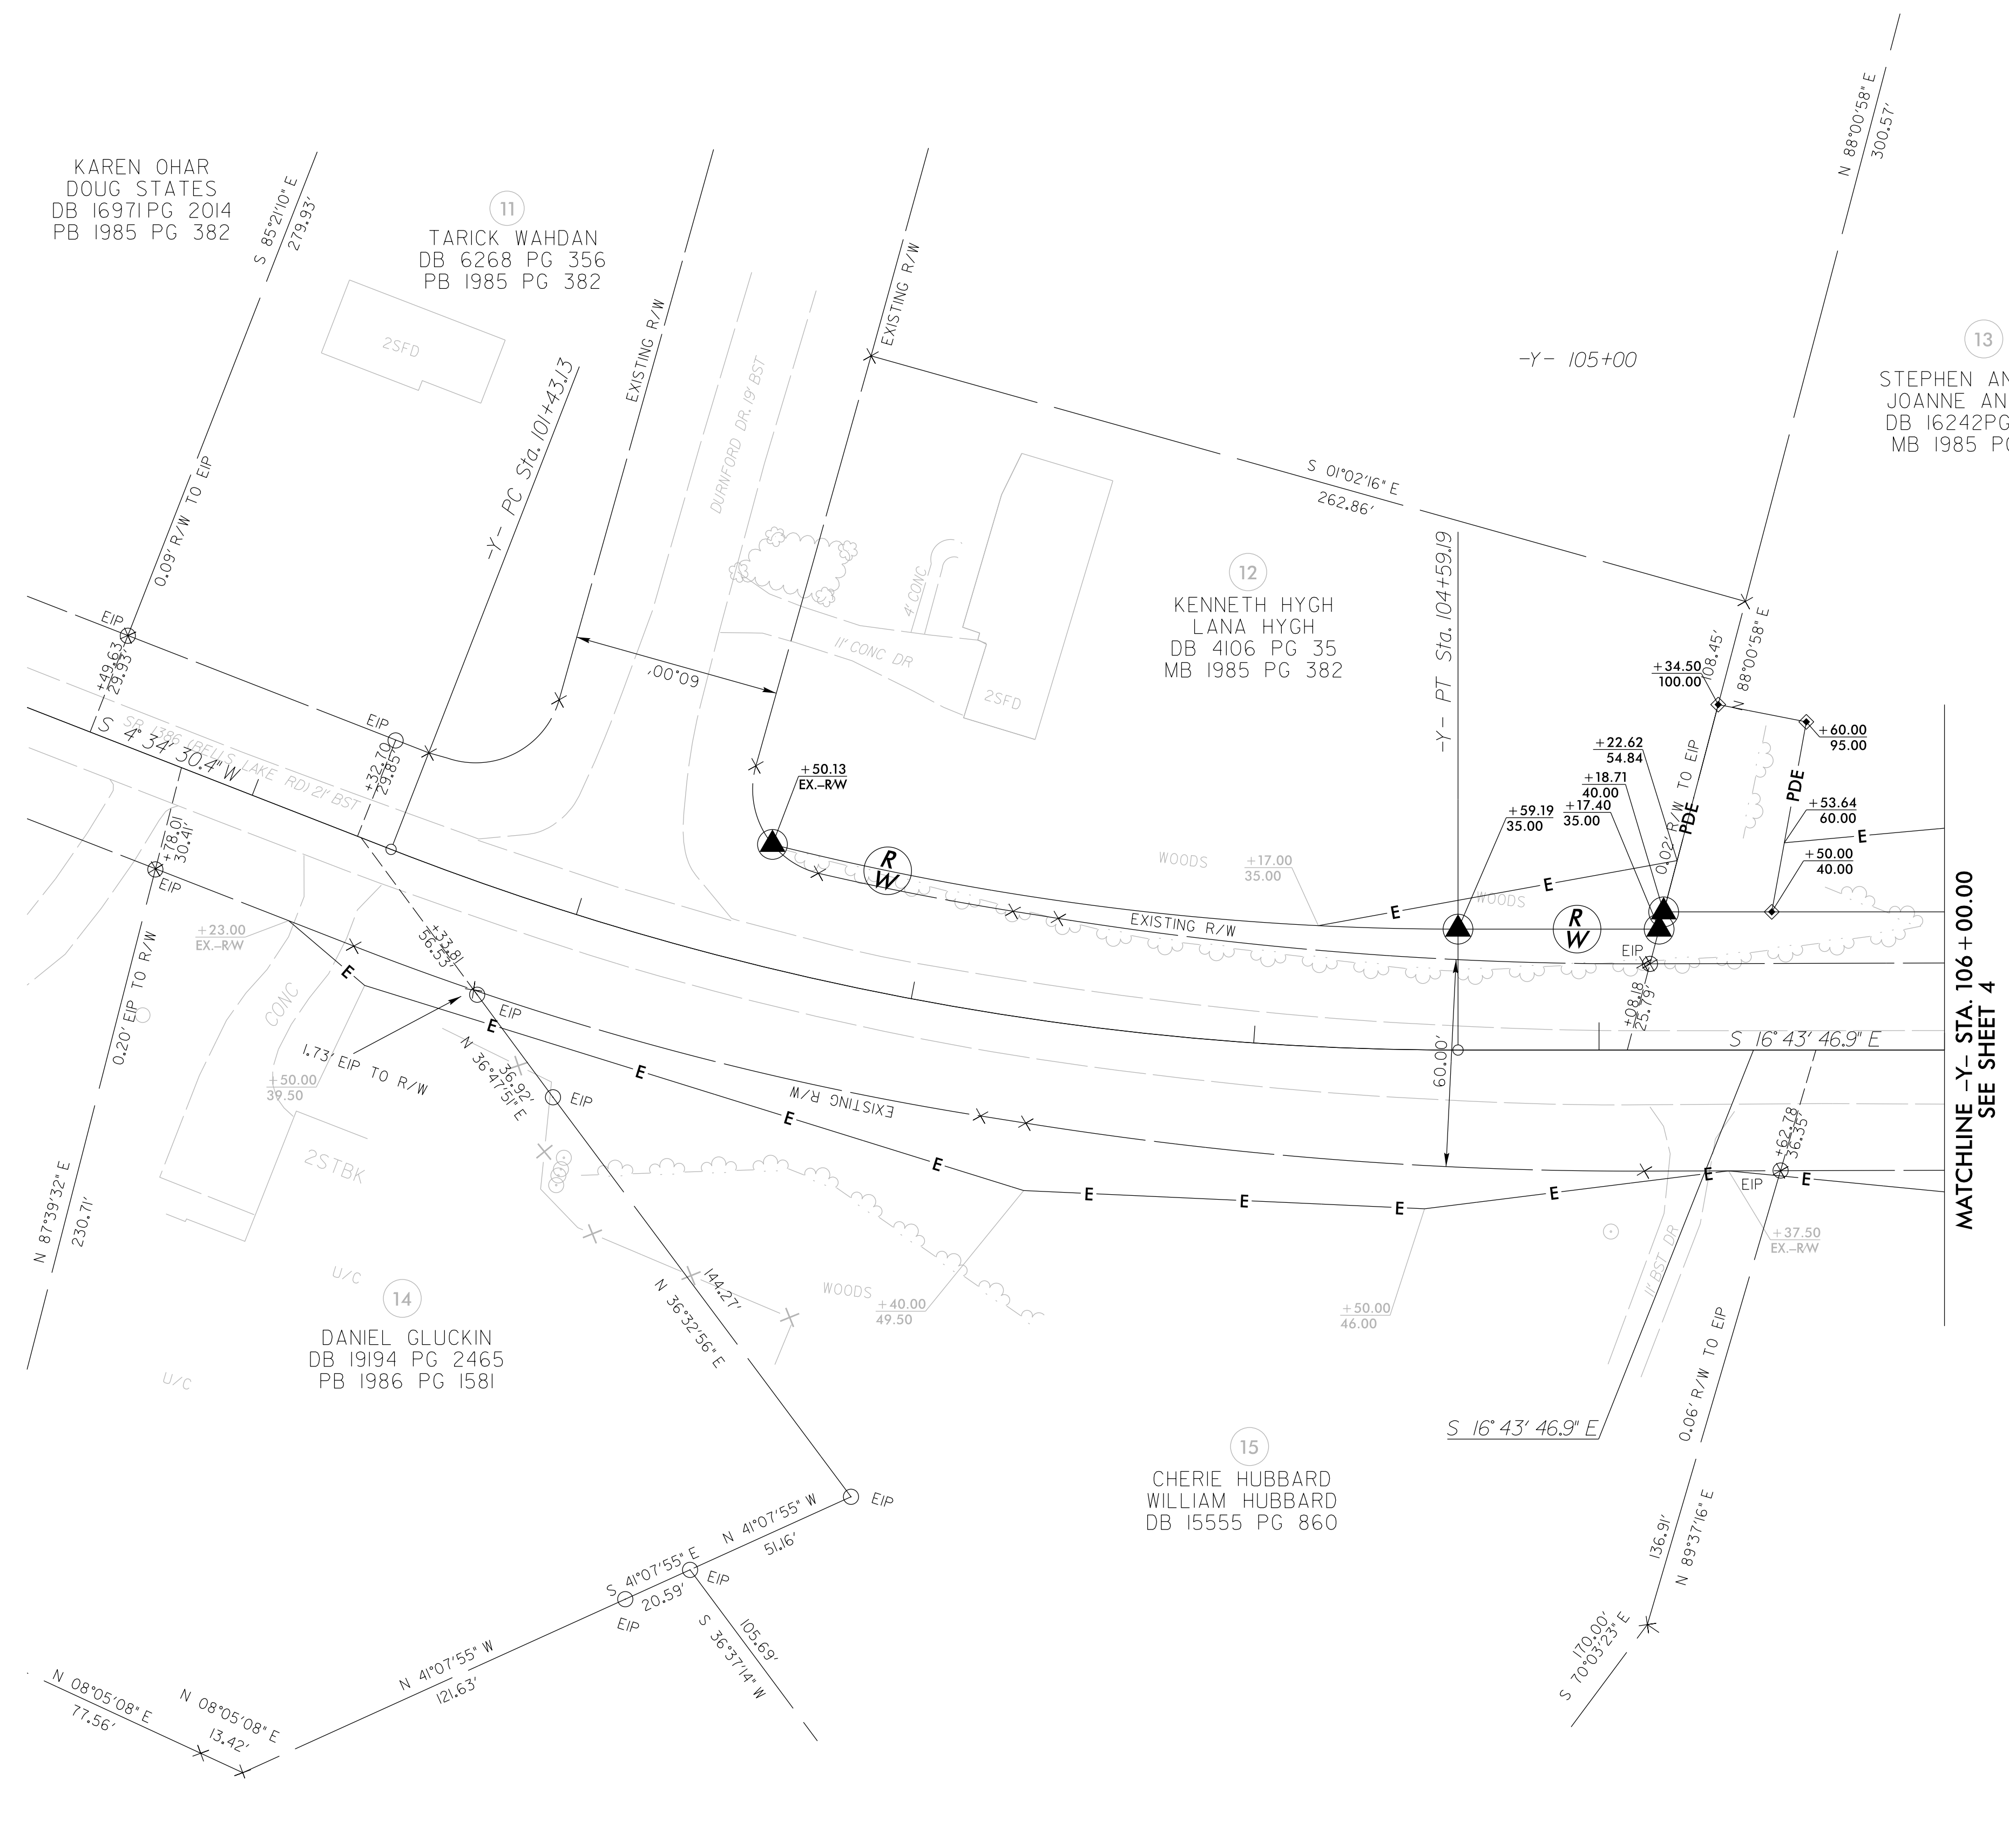 KAREN OHAR
DOUG STATES
DB 16971 PG 2014
PB 1985 PG 382
S 85°21'10" E
279.93'
11
TARICK WAHDAN
DB 6268 PG 356
PB 1985 PG 382
2SFD
-Y- PC Sta. 101+43.13
EXISTING R/W
DURNFORD DR. 19' BST
EXISTING R/W
N 88°00'58" E
300.57'
-Y- 105+00
13
STEPHEN AN
JOANNE AN
DB 16242PG
MB 1985 PG
S 01°02'16" E
262.86'
0.09' R/W TO EIP
EIP
+49.63
29.93'
EIP
+32.70
29.85'
60.00'
4' CONC
11' CONC DR
2SFD
12
KENNETH HYGH
LANA HYGH
DB 4106 PG 35
MB 1985 PG 382
-Y- PT Sta. 104+59.19
108.45'
N 88°00'58" E
+34.50
100.00
+60.00
95.00
+22.62
54.84
+18.71
40.00
+17.40
35.00
+59.19
35.00
0.02' R/W TO EIP
PDE
PDE
+53.64
60.00
E
+50.00
40.00
S 4° 34' 30.4" W
SR 1386 (BELLS LAKE RD) 21' BST
+50.13
EX.-R/W
R
W
WOODS
+17.00
35.00
E
E
WOODS
R
W
EXISTING R/W
EIP
+08.18
25.79'
S 16° 43' 46.9" E
MATCHLINE -Y- STA. 106+00.00
SEE SHEET 4
+78.01
30.41'
EIP
+23.00
EX.-R/W
0.20' EIP TO R/W
E
CONC
+33.81
56.53'
EIP
E
1.73' EIP TO R/W
+50.00
39.50
36.92'
N 36°47'51" E
EIP
E
EXISTING R/W
E
60.00'
+62.78
36.35'
2STBK
N 87°39'32" E
230.71'
E
E
E
E
E
E
EIP
E
+37.50
EX.-R/W
U/C
14
DANIEL GLUCKIN
DB 19194 PG 2465
PB 1986 PG 1581
U/C
144.27'
N 36°32'56" E
WOODS
+40.00
49.50
+50.00
46.00
11' BST DR
S 16° 43' 46.9" E
0.06' R/W TO EIP
15
CHERIE HUBBARD
WILLIAM HUBBARD
DB 15555 PG 860
EIP
N 41°07'55" W
51.16'
S 41°07'55" E
20.59'
EIP
EIP
105.69'
S 36°37'14" W
136.91'
N 89°37'16" E
170.00'
S 70°03'23" E
N 41°07'55" W
121.63'
N 08°05'08" E
77.56'
N 08°05'08" E
13.42'